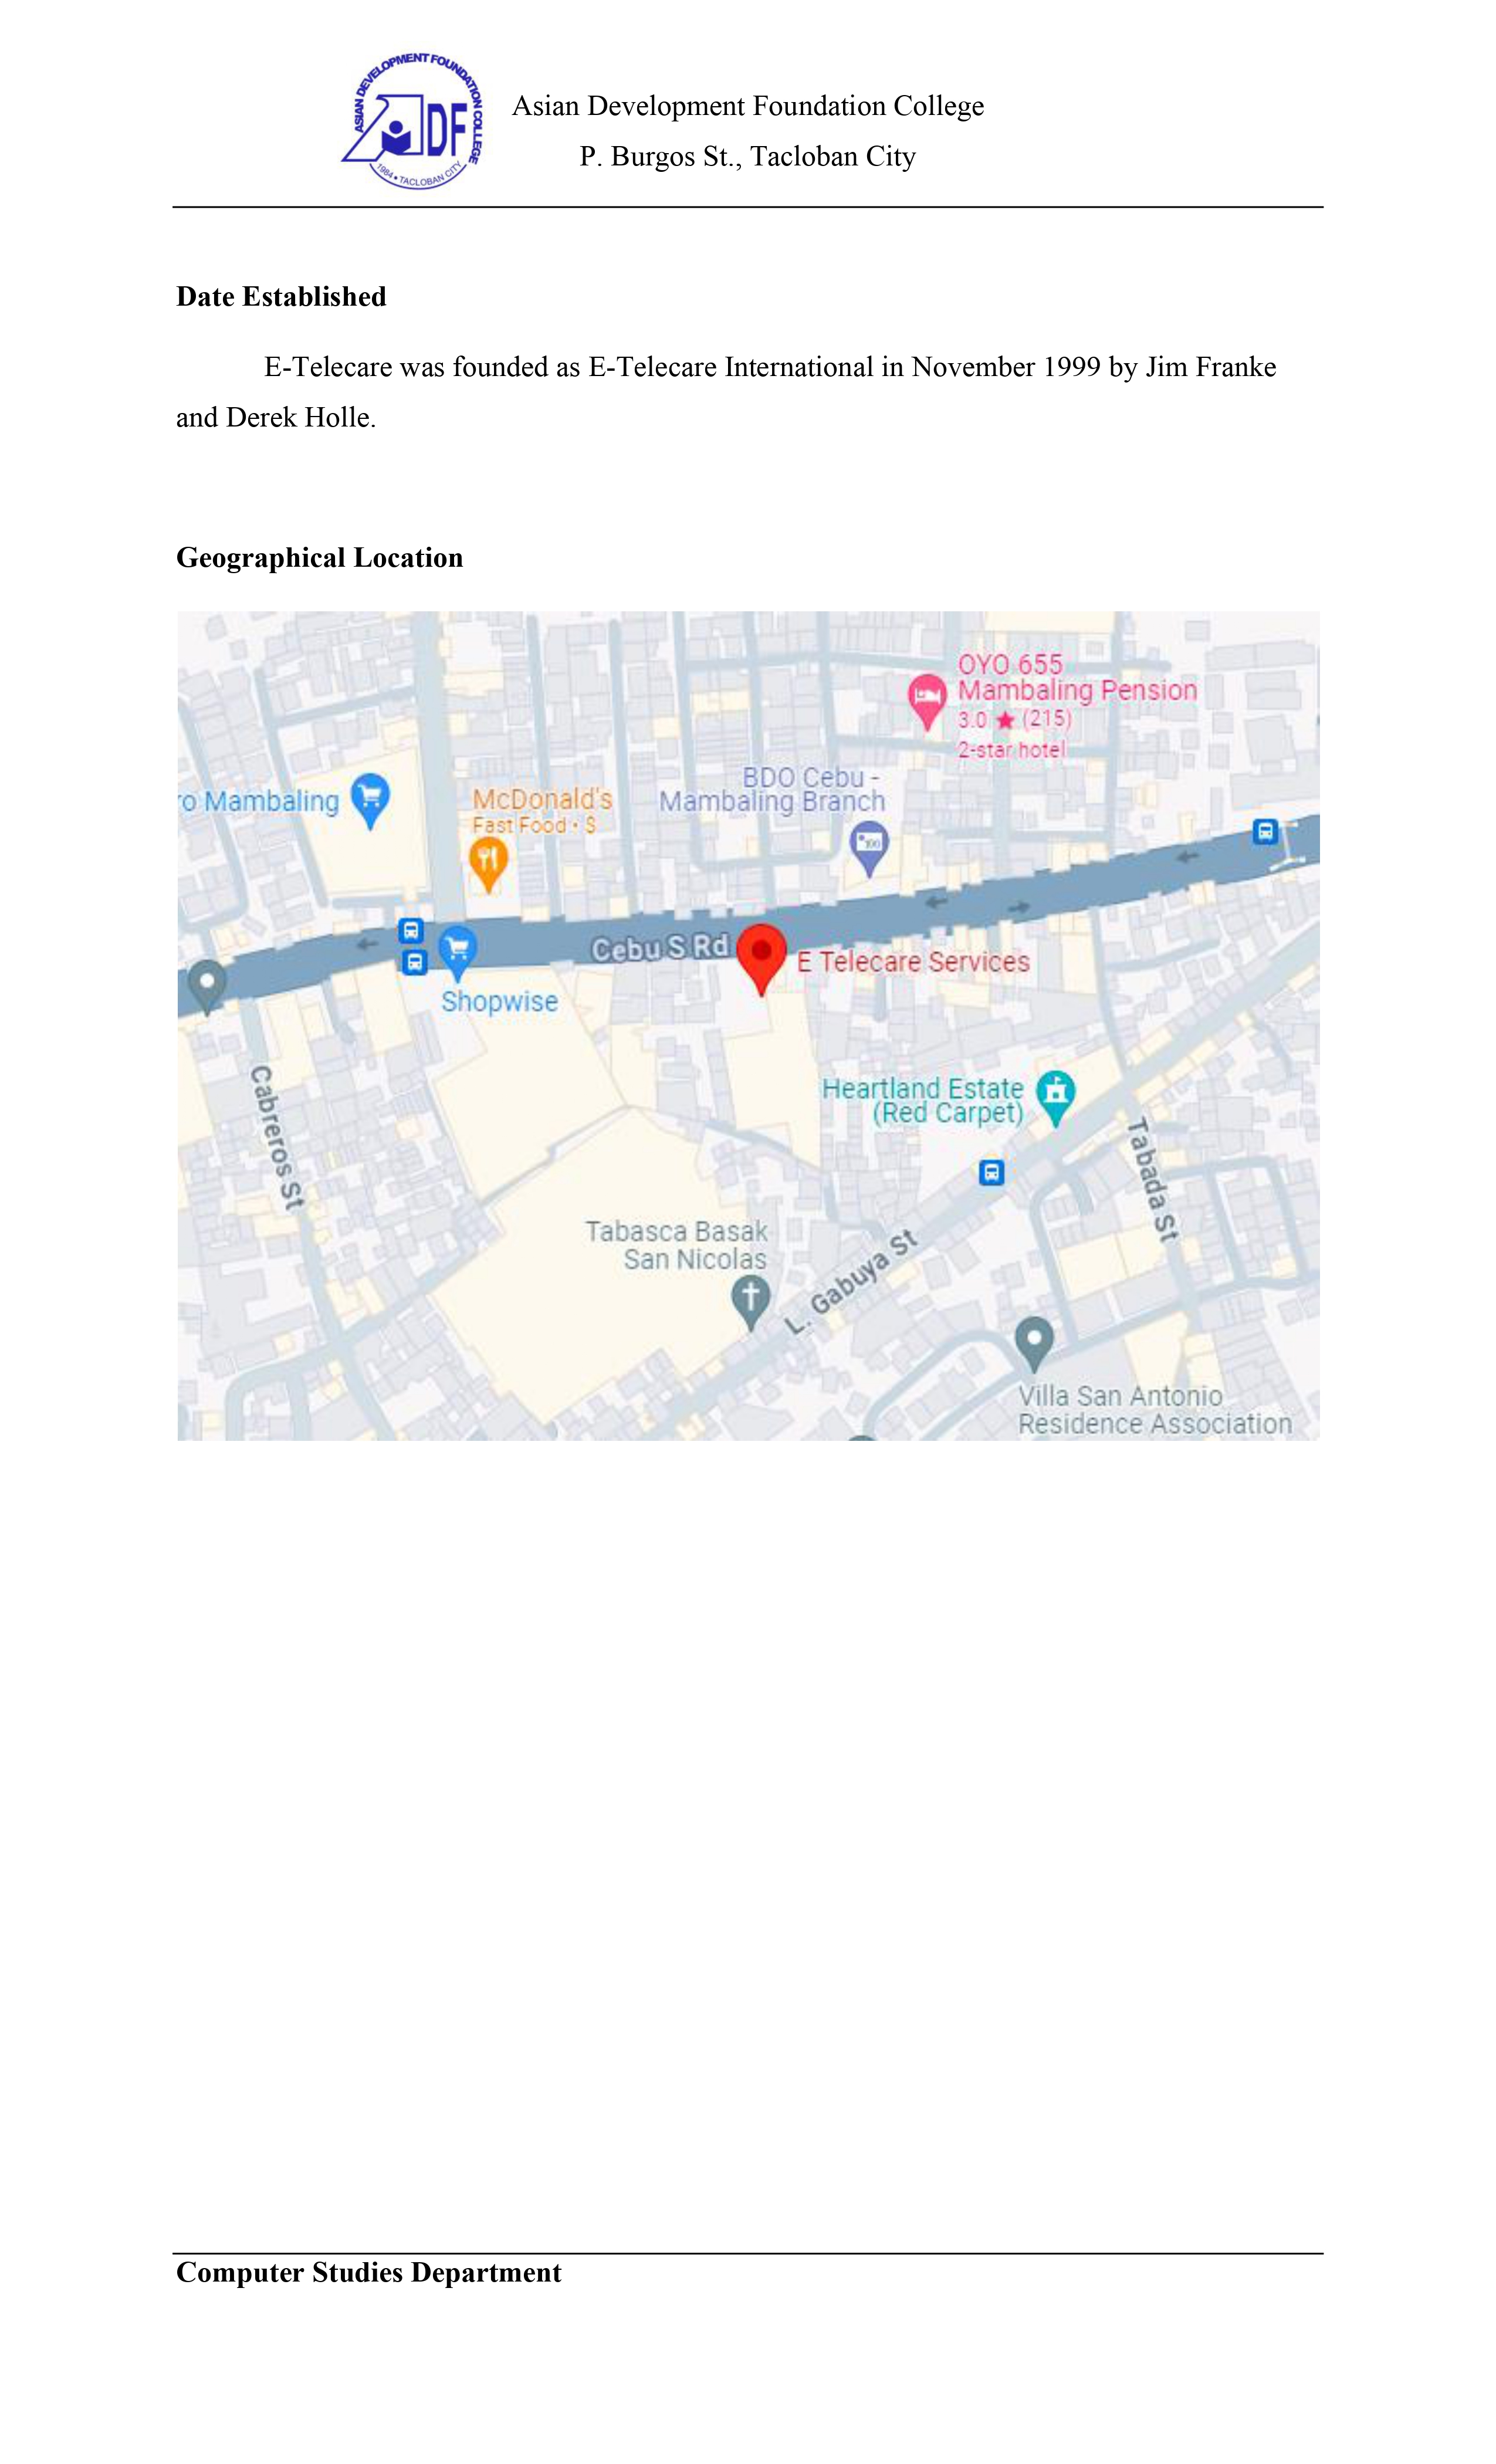 ASIAN DEVELOPMENT FOUNDATION COLLEGE
ADF
1984 • TACLOBAN CITY
Asian Development Foundation College
P. Burgos St., Tacloban City
Date Established
E-Telecare was founded as E-Telecare International in November 1999 by Jim Franke
and Derek Holle.
Geographical Location
OYO 655
Mambaling Pension
3.0 ★ (215)
2-star hotel
BDO Cebu -
Mambaling Branch
McDonald's
Fast Food • $
ro Mambaling
Cebu S Rd
E Telecare Services
Shopwise
Cabreros St
Heartland Estate
(Red Carpet)
Tabada St
Tabasca Basak
San Nicolas
L. Gabuya St
Villa San Antonio
Residence Association
Computer Studies Department